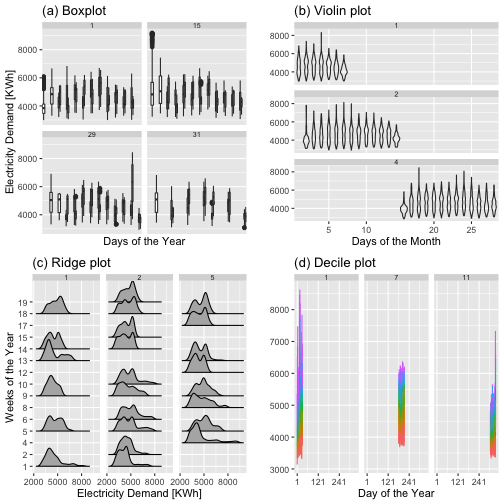 (a) Boxplot
1 15
8000
6000
4000
29 31
8000
6000
4000
Electricity Demand [KWh]
Days of the Year
(b) Violin plot
1
8000
6000
4000
2
8000
6000
4000
4
8000
6000
4000
5 10 20 25
Days of the Month
(c) Ridge plot
1 2 5
19
18
17
15
14
13
12
10
9
8
6
5
4
2
1
Weeks of the Year
2000 5000 8000 2000 5000 8000 2000 5000 8000
Electricity Demand [KWh]
(d) Decile plot
1 7 11
8000
7000
6000
5000
4000
3000
1 121 241 1 121 241 1 121 241
Day of the Year